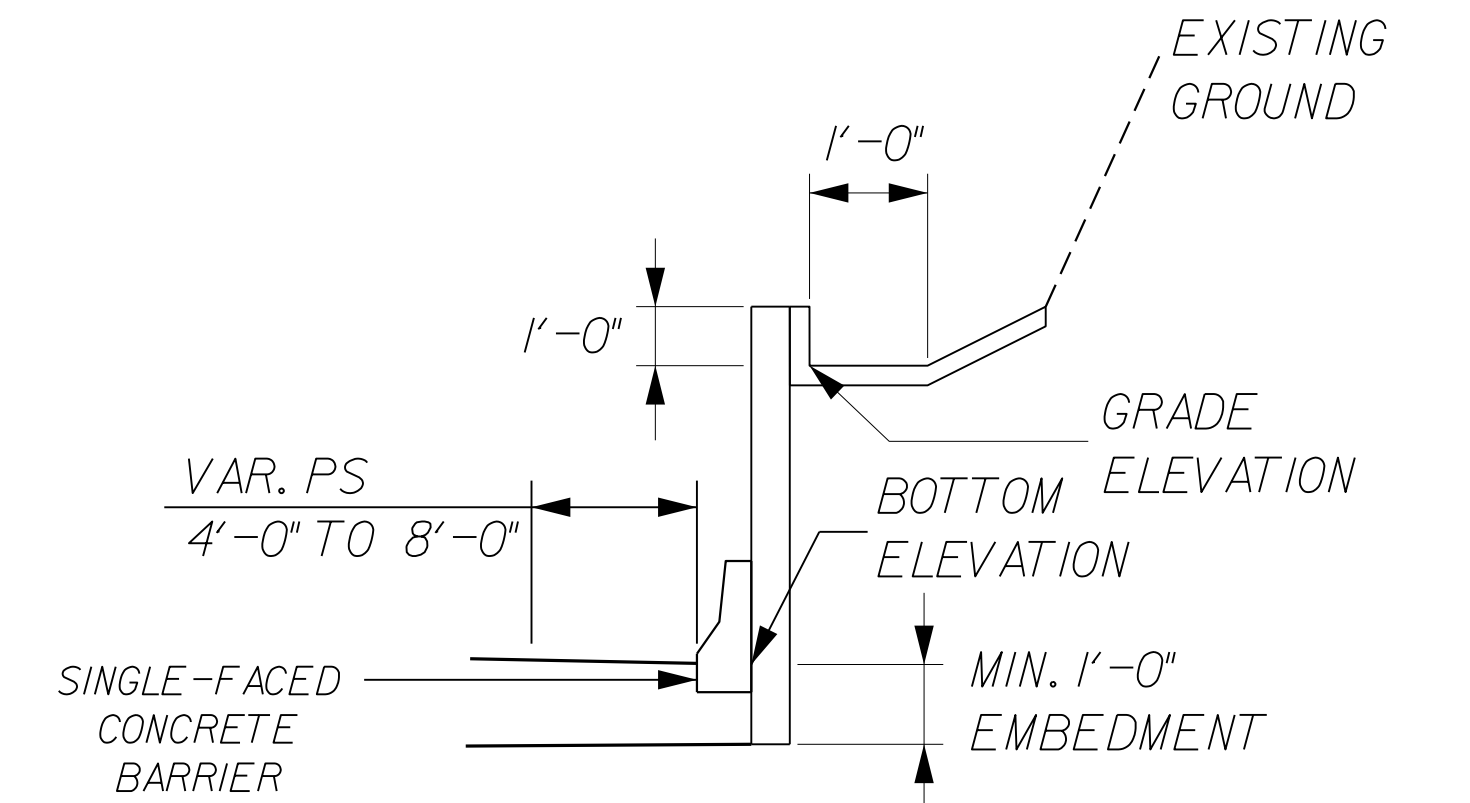 EXISTING
GROUND
1'-0"
1'-0"
GRADE
ELEVATION
VAR. PS
4'-0" TO 8'-0"
BOTTOM
ELEVATION
SINGLE-FACED
CONCRETE
BARRIER
MIN. 1'-0"
EMBEDMENT